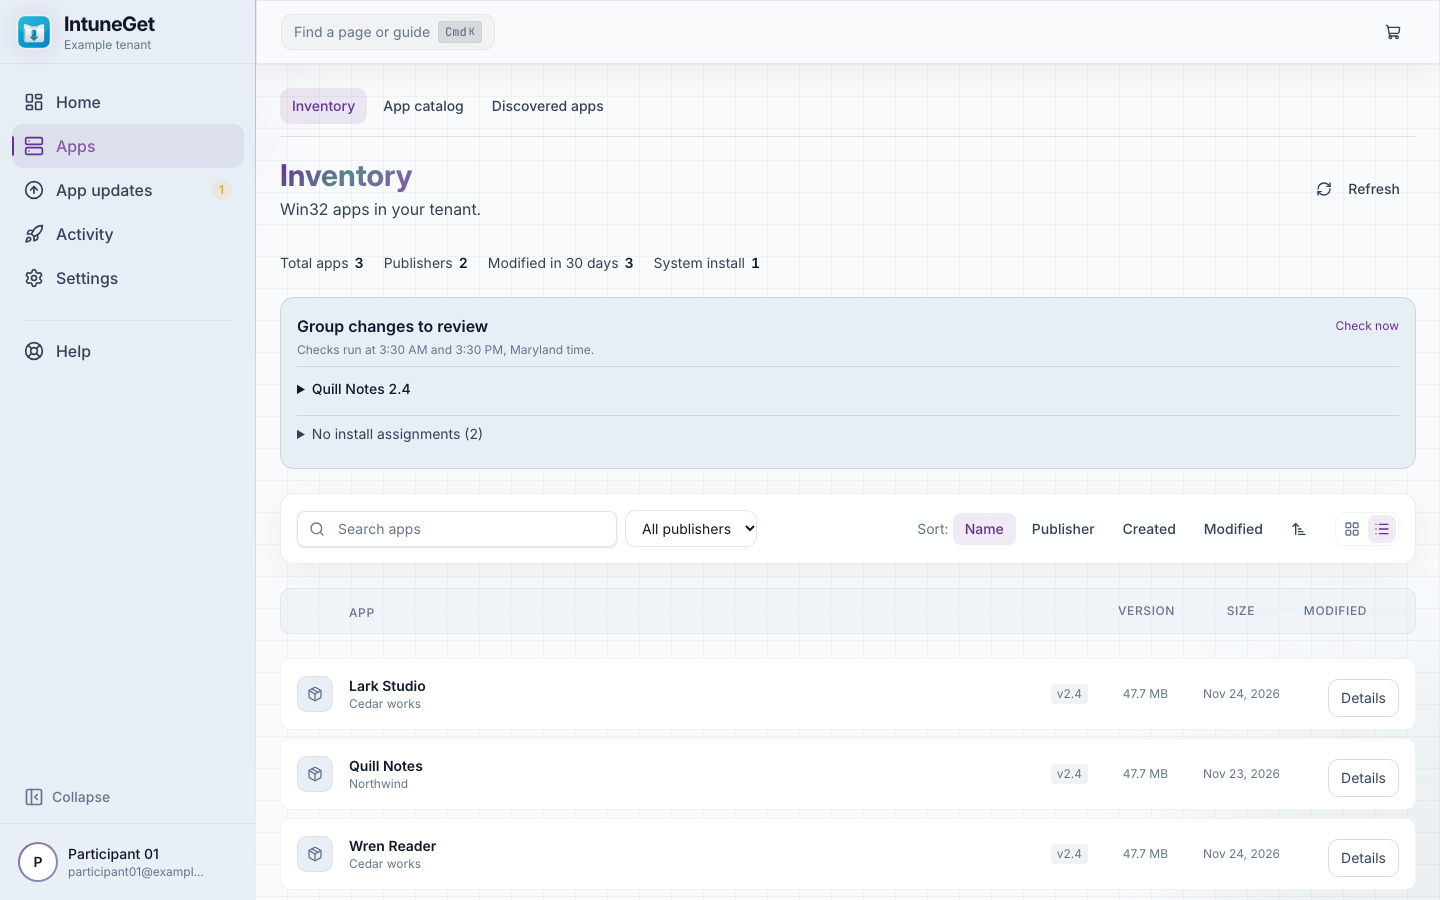 IntuneGet
Example tenant
Find a page or guide Cmd K
Home
Apps
App updates 1
Activity
Settings
Help
Collapse
P
Participant 01
participant01@exampl...
Inventory App catalog Discovered apps
Inventory
Win32 apps in your tenant.
Refresh
Total apps 3 Publishers 2 Modified in 30 days 3 System install 1
Group changes to review
Check now
Checks run at 3:30 AM and 3:30 PM, Maryland time.
Quill Notes 2.4
No install assignments (2)
Search apps All publishers Sort: Name Publisher Created Modified
APP VERSION SIZE MODIFIED
Lark Studio
Cedar works
v2.4 47.7 MB Nov 24, 2026 Details
Quill Notes
Northwind
v2.4 47.7 MB Nov 23, 2026 Details
Wren Reader
Cedar works
v2.4 47.7 MB Nov 24, 2026 Details